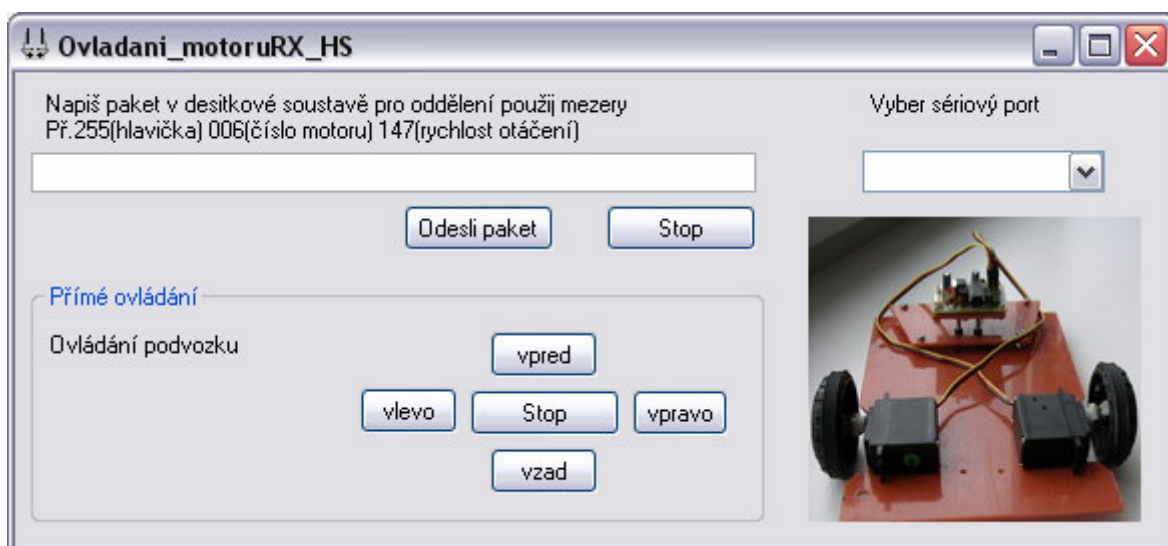 Ovladani_motoruRX_HS
Napiš paket v desitkové soustavě pro oddělení použij mezery
Př.255(hlavička) 006(číslo motoru) 147(rychlost otáčení)
Vyber sériový port
Odesli paket
Stop
Přímé ovládání
Ovládání podvozku
vpred
vlevo
Stop
vpravo
vzad